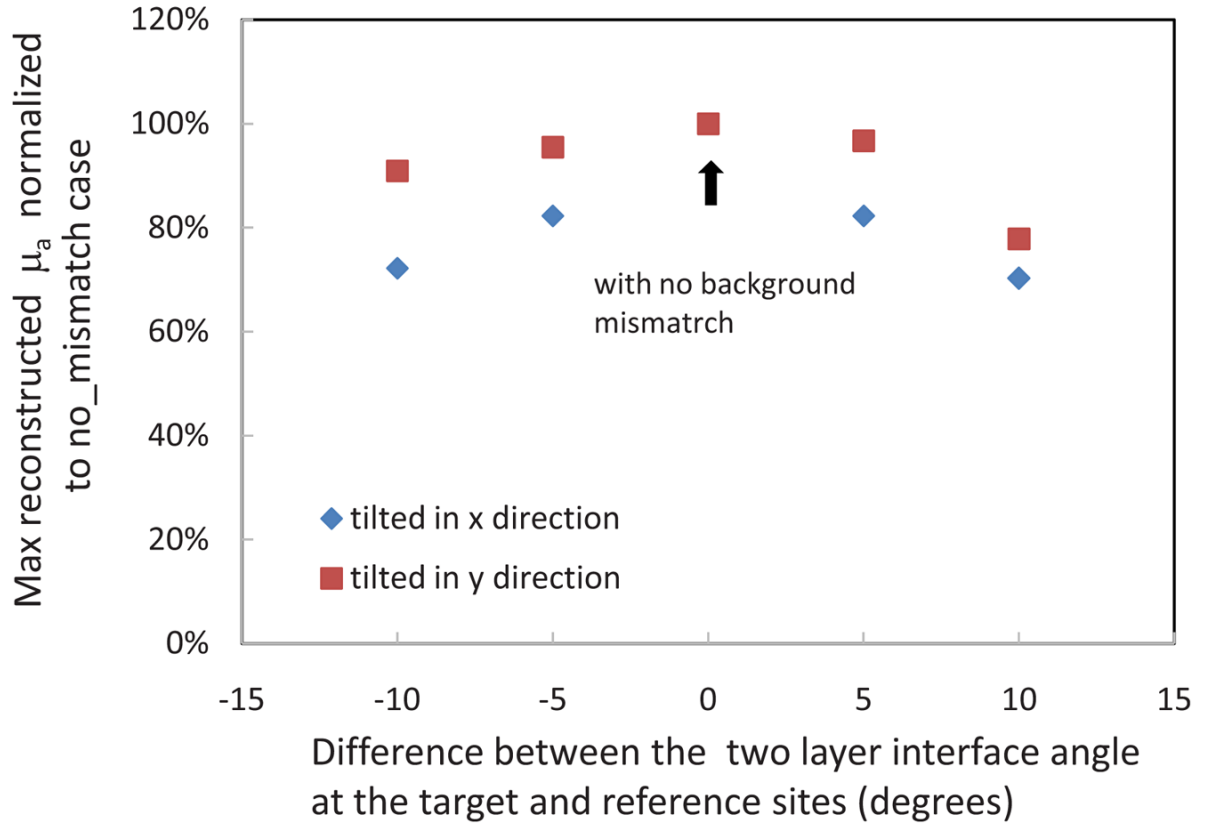 Max reconstructed μa normalized
to no_mismatch case
120%
100%
80%
60%
40%
20%
0%
with no background
mismatrch
tilted in x direction
tilted in y direction
-15 -10 -5 0 5 10 15
Difference between the two layer interface angle
at the target and reference sites (degrees)